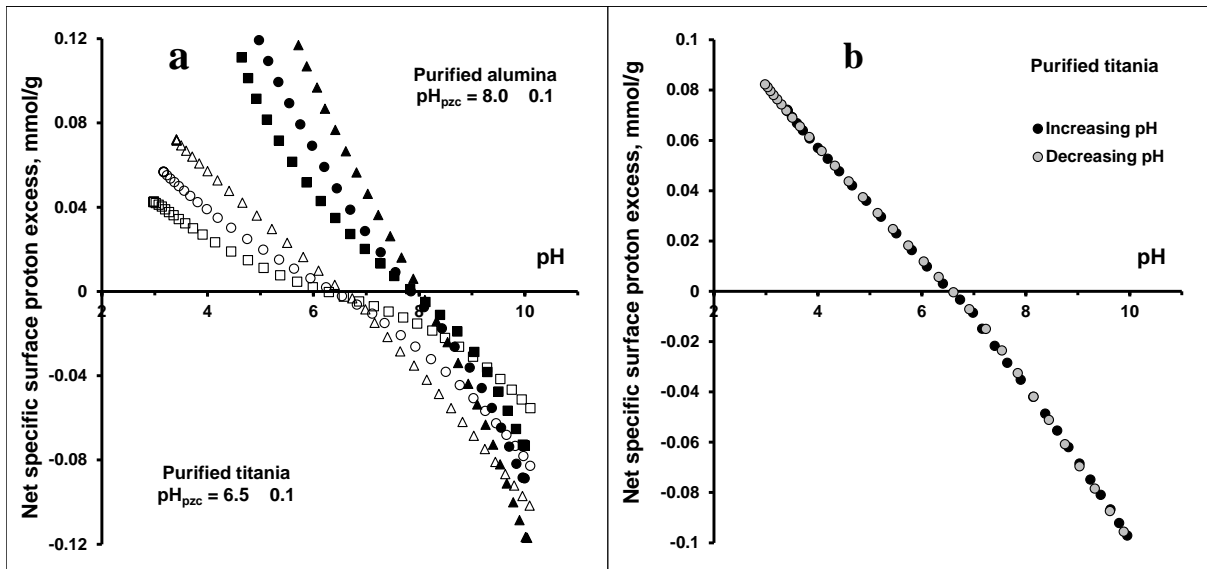 a
Net specific surface proton excess, mmol/g
0.12
0.08
0.04
0
-0.04
-0.08
-0.12
2
4
6
8
10
pH
Purified alumina
pHpzc = 8.0 0.1
Purified titania
pHpzc = 6.5 0.1
b
Net specific surface proton excess, mmol/g
0.1
0.08
0.06
0.04
0.02
0
-0.02
-0.04
-0.06
-0.08
-0.1
2
4
6
8
10
pH
Purified titania
Increasing pH
Decreasing pH